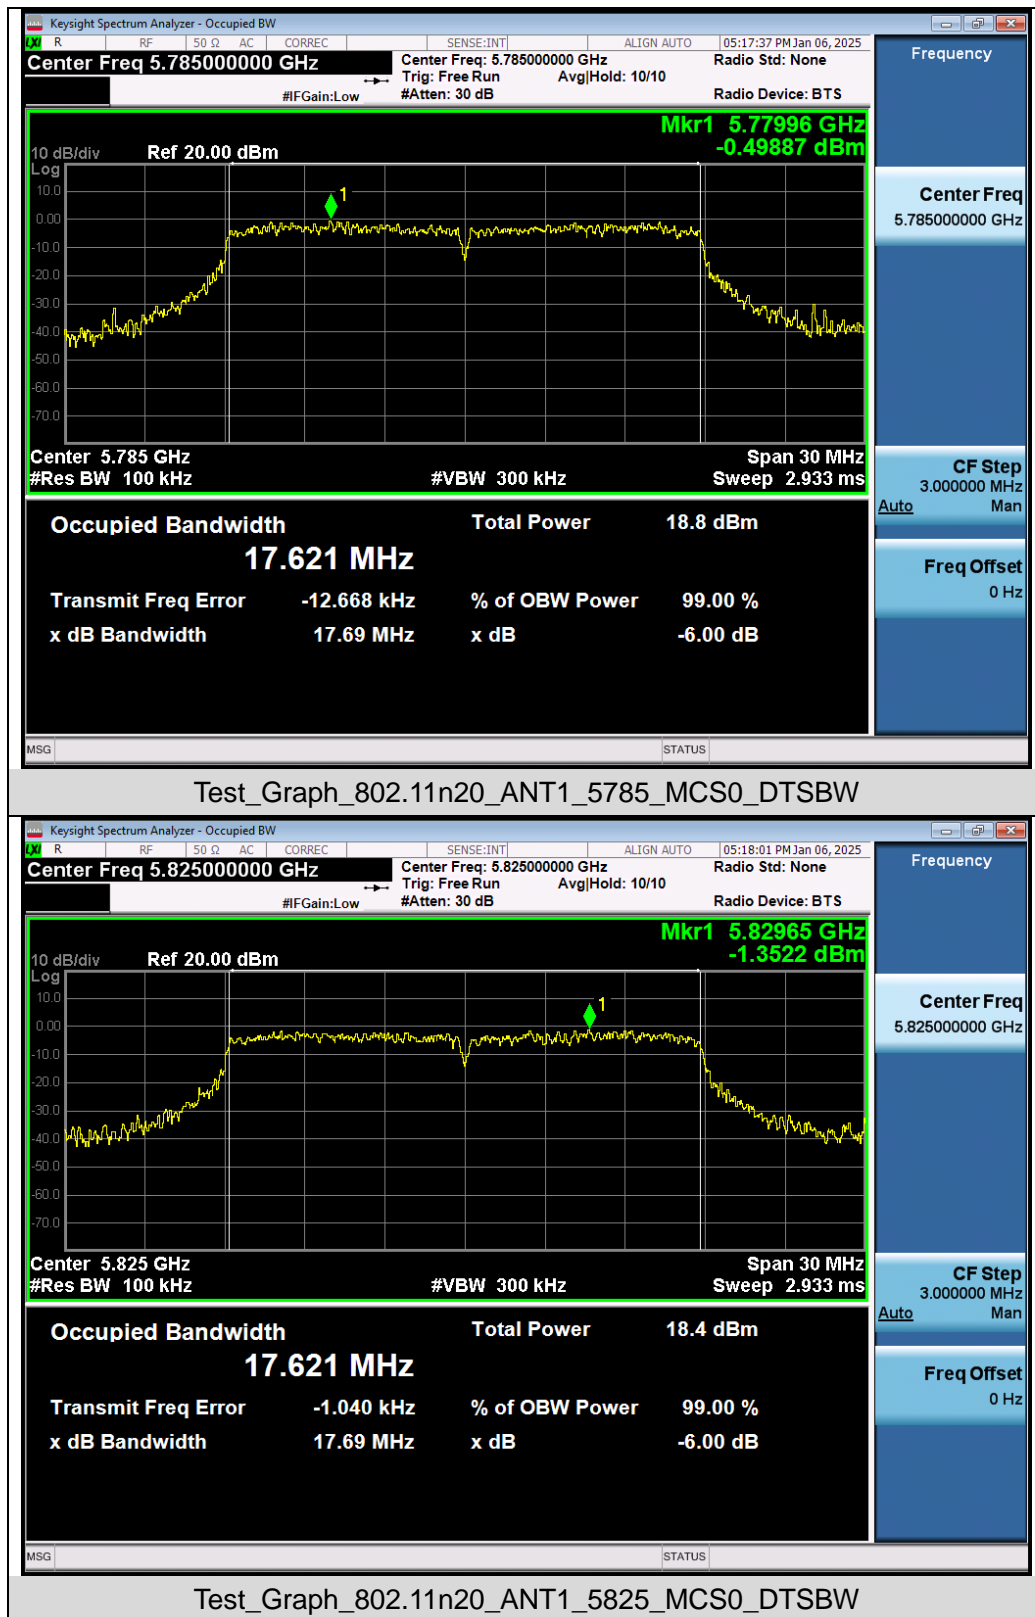 Keysight Spectrum Analyzer - Occupied BW
LXI R RF 50 Ω AC CORREC SENSE:INT ALIGN AUTO 05:17:37 PM Jan 06, 2025
Center Freq 5.785000000 GHz
#IFGain:Low
Center Freq: 5.785000000 GHz
Trig: Free Run Avg|Hold: 10/10
#Atten: 30 dB
Radio Std: None
Radio Device: BTS
Mkr1 5.77996 GHz
-0.49887 dBm
10 dB/div Ref 20.00 dBm
Log
10.0
0.00
-10.0
-20.0
-30.0
-40.0
-50.0
-60.0
-70.0
1
Center 5.785 GHz Span 30 MHz
#Res BW 100 kHz #VBW 300 kHz Sweep 2.933 ms
Occupied Bandwidth Total Power 18.8 dBm
17.621 MHz
Transmit Freq Error -12.668 kHz % of OBW Power 99.00 %
x dB Bandwidth 17.69 MHz x dB -6.00 dB
MSG STATUS
Frequency
Center Freq
5.785000000 GHz
CF Step
3.000000 MHz
Auto Man
Freq Offset
0 Hz
Test_Graph_802.11n20_ANT1_5785_MCS0_DTSBW
Keysight Spectrum Analyzer - Occupied BW
LXI R RF 50 Ω AC CORREC SENSE:INT ALIGN AUTO 05:18:01 PM Jan 06, 2025
Center Freq 5.825000000 GHz
#IFGain:Low
Center Freq: 5.825000000 GHz
Trig: Free Run Avg|Hold: 10/10
#Atten: 30 dB
Radio Std: None
Radio Device: BTS
Mkr1 5.82965 GHz
-1.3522 dBm
10 dB/div Ref 20.00 dBm
Log
10.0
0.00
-10.0
-20.0
-30.0
-40.0
-50.0
-60.0
-70.0
1
Center 5.825 GHz Span 30 MHz
#Res BW 100 kHz #VBW 300 kHz Sweep 2.933 ms
Occupied Bandwidth Total Power 18.4 dBm
17.621 MHz
Transmit Freq Error -1.040 kHz % of OBW Power 99.00 %
x dB Bandwidth 17.69 MHz x dB -6.00 dB
MSG STATUS
Frequency
Center Freq
5.825000000 GHz
CF Step
3.000000 MHz
Auto Man
Freq Offset
0 Hz
Test_Graph_802.11n20_ANT1_5825_MCS0_DTSBW